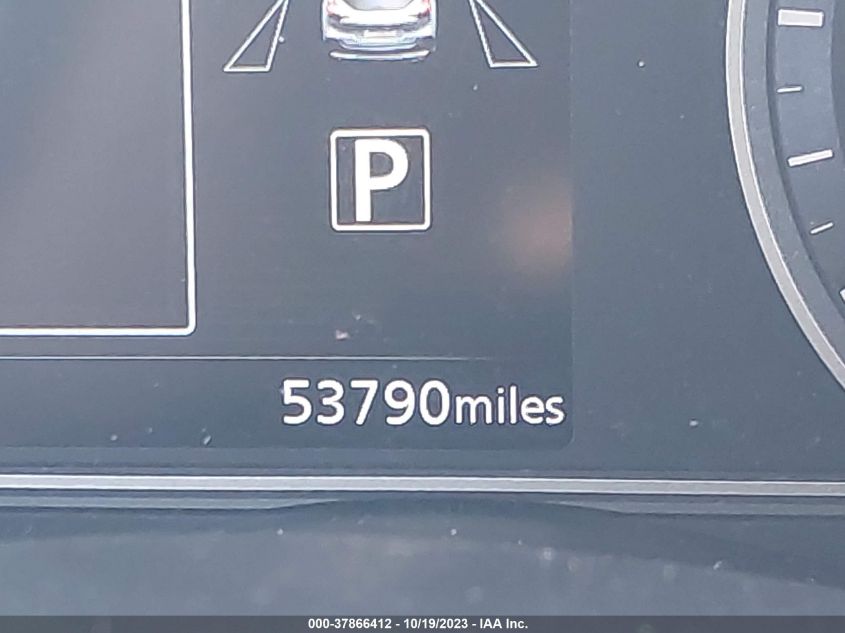 P
53790miles
000-37866412 - 10/19/2023 - IAA Inc.